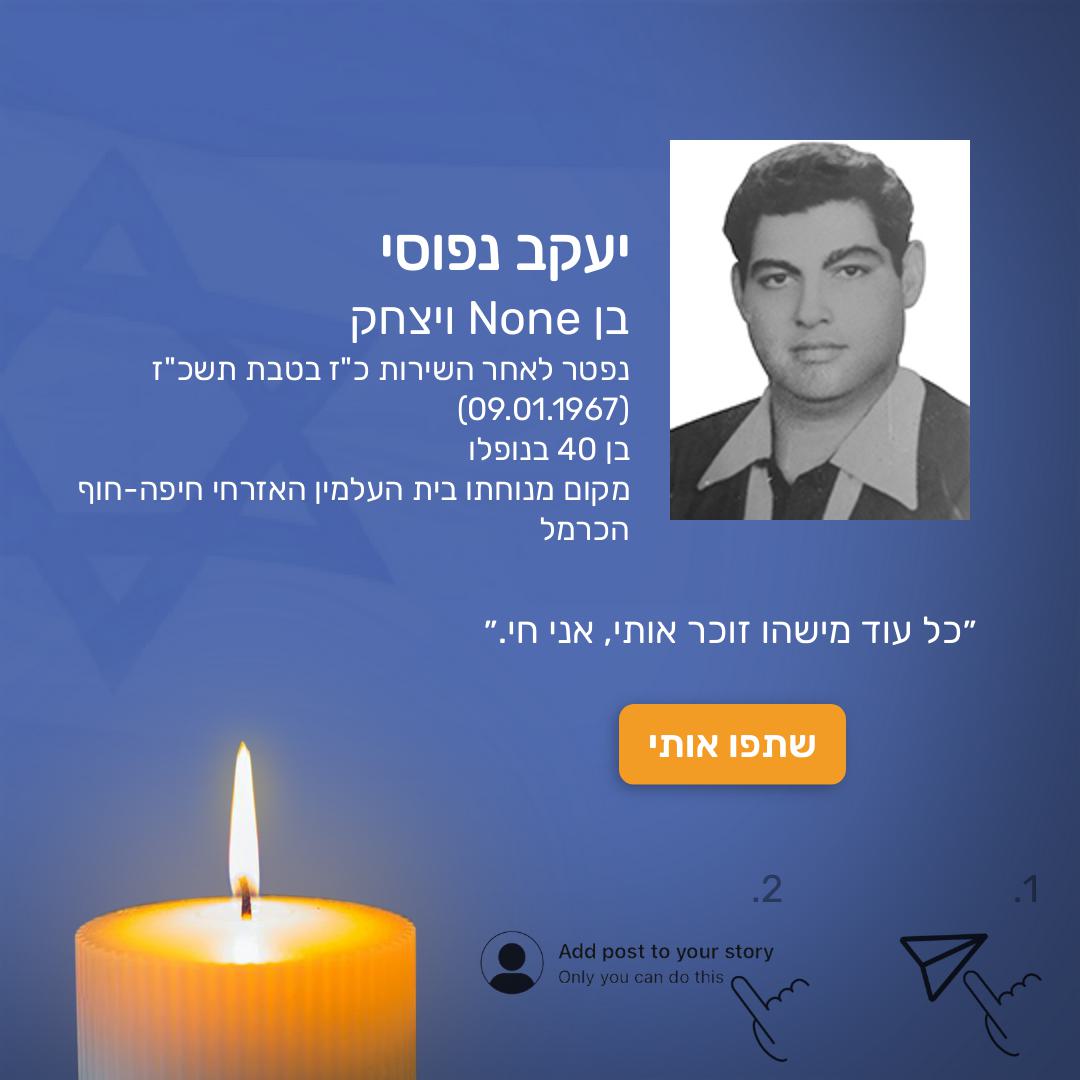 יעקב נפוסי
בן None ויצחק
נפטר לאחר השירות כ"ז בטבת תשכ"ז
(09.01.1967)
בן 40 בנופלו
מקום מנוחתו בית העלמין האזרחי חיפה-חוף
הכרמל
״כל עוד מישהו זוכר אותי, אני חי.״
שתפו אותי
.1
.2
Add post to your story
Only you can do this